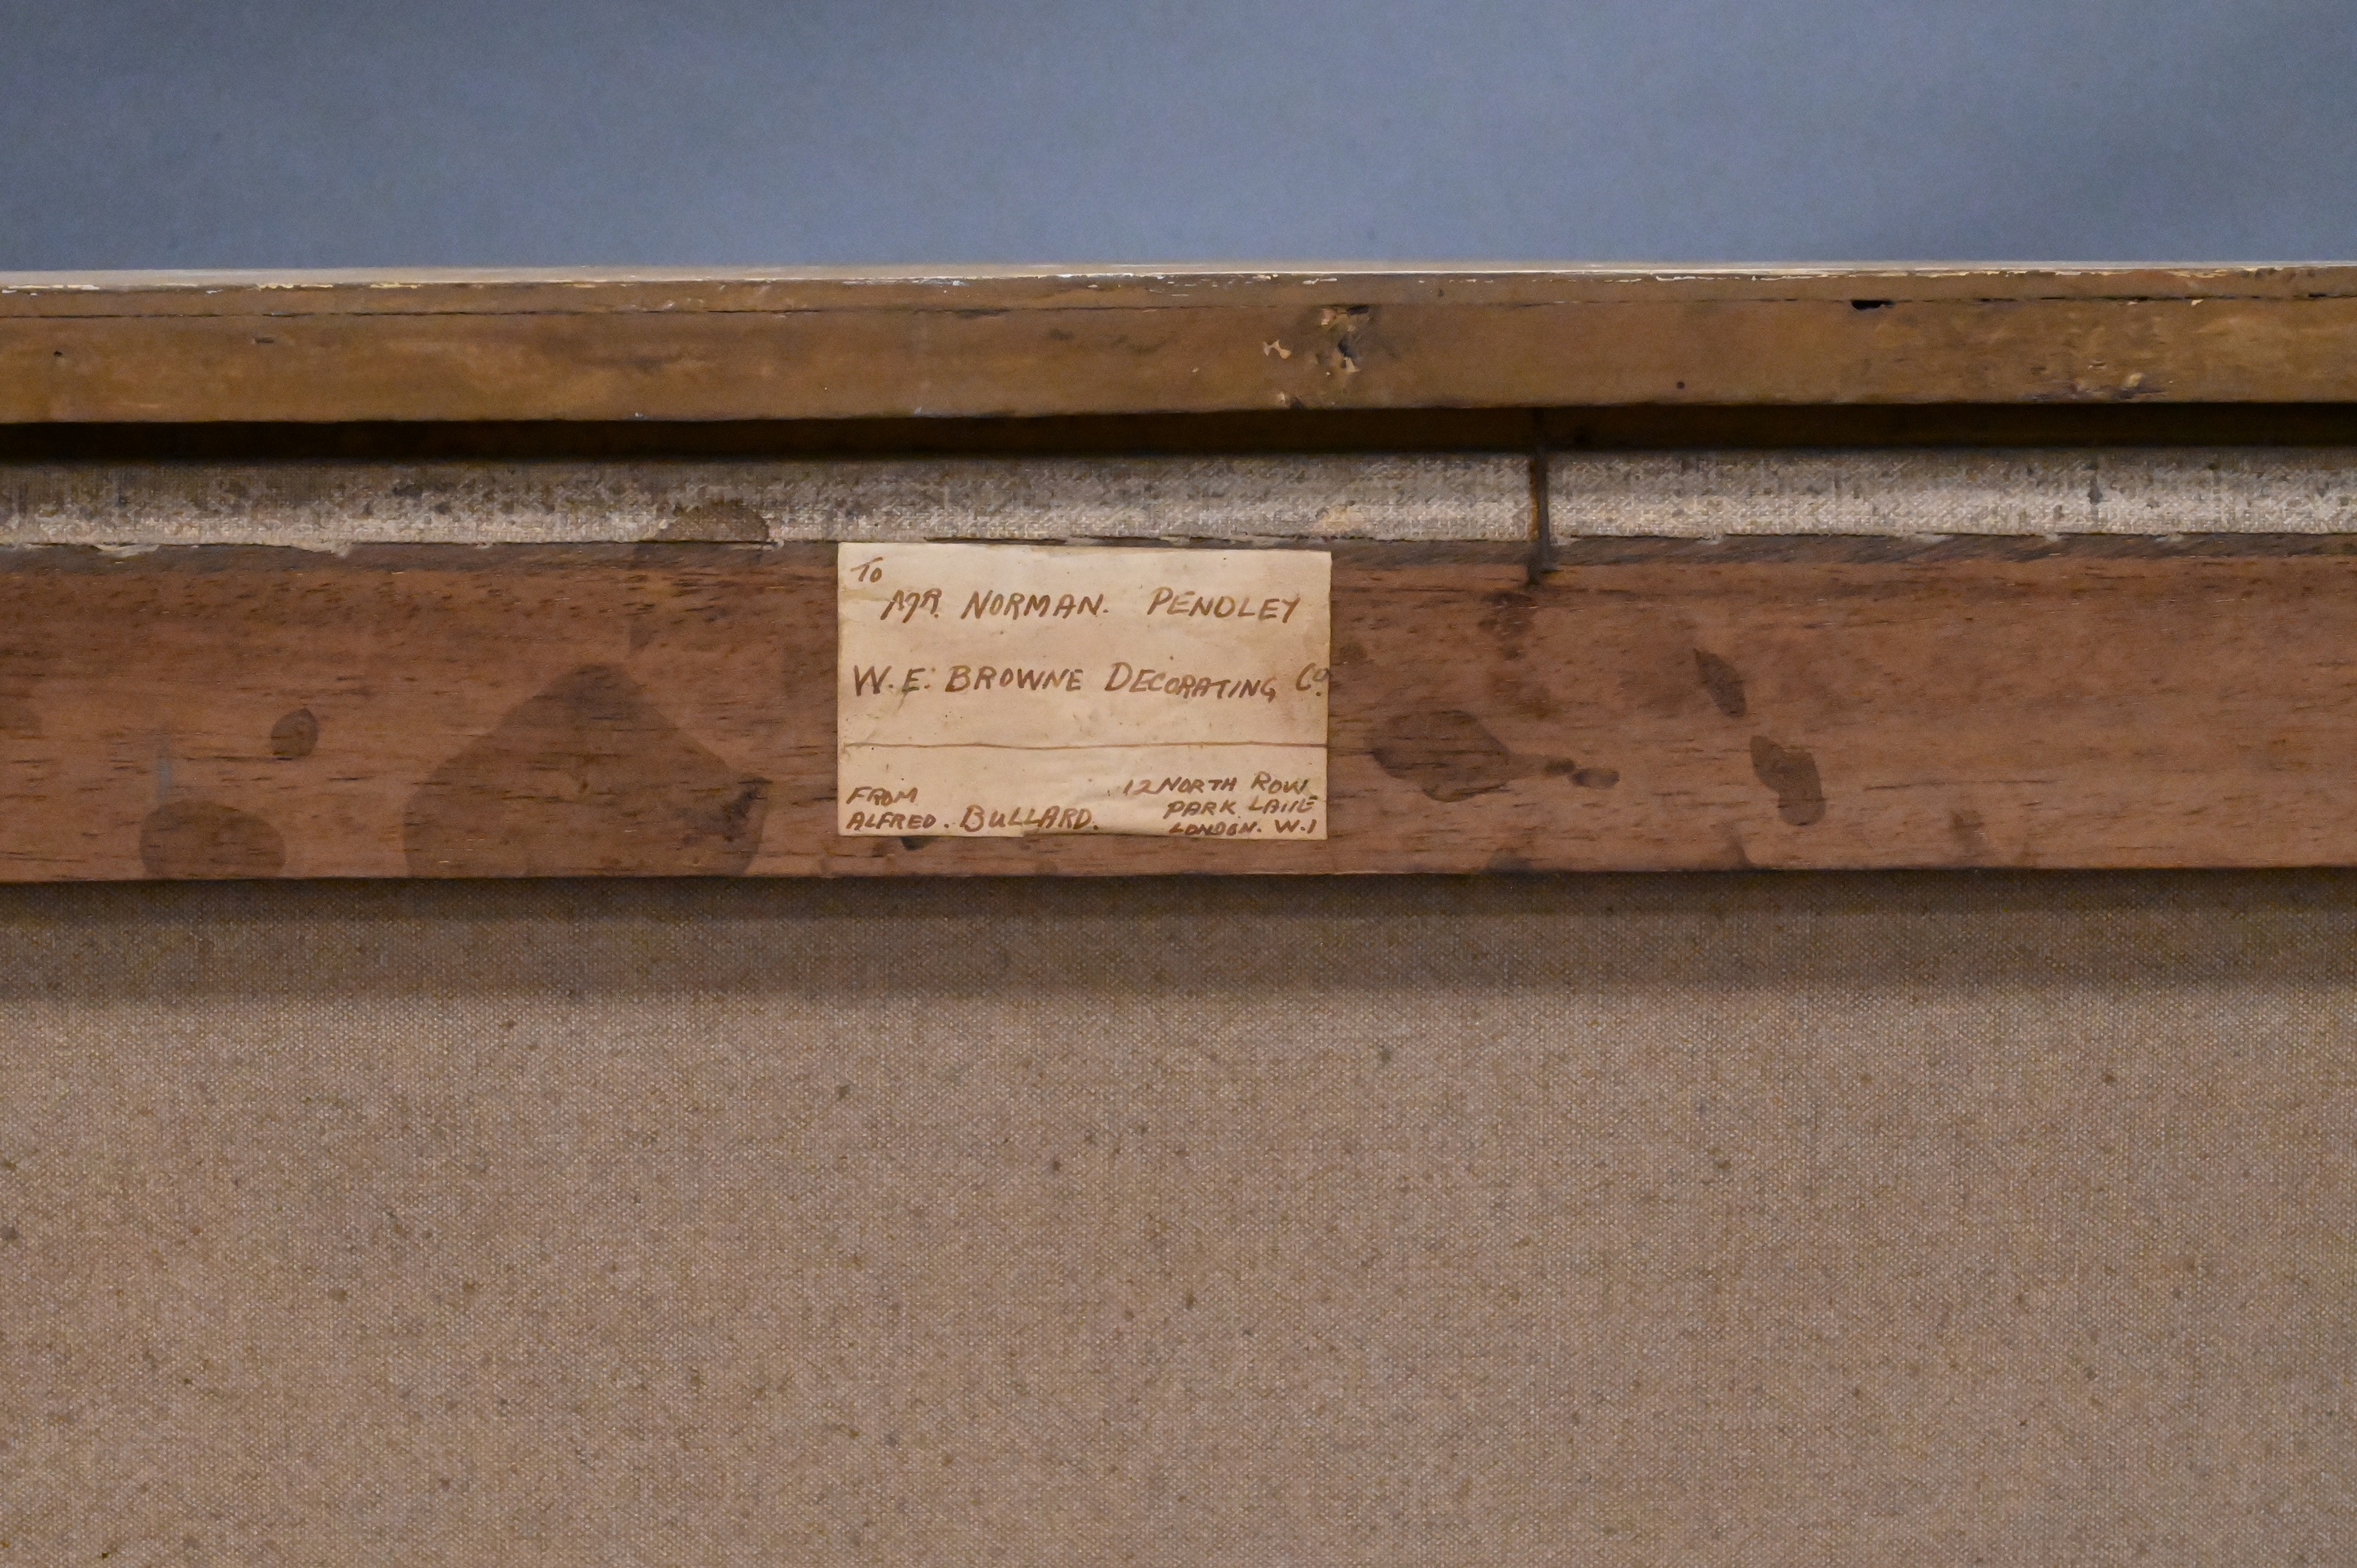 To
MR. NORMAN. PENDLEY
W.E. BROWNE DECORATING Co.
FROM
ALFRED. BULLARD.
12 NORTH ROW
PARK LANE
LONDON. W.1